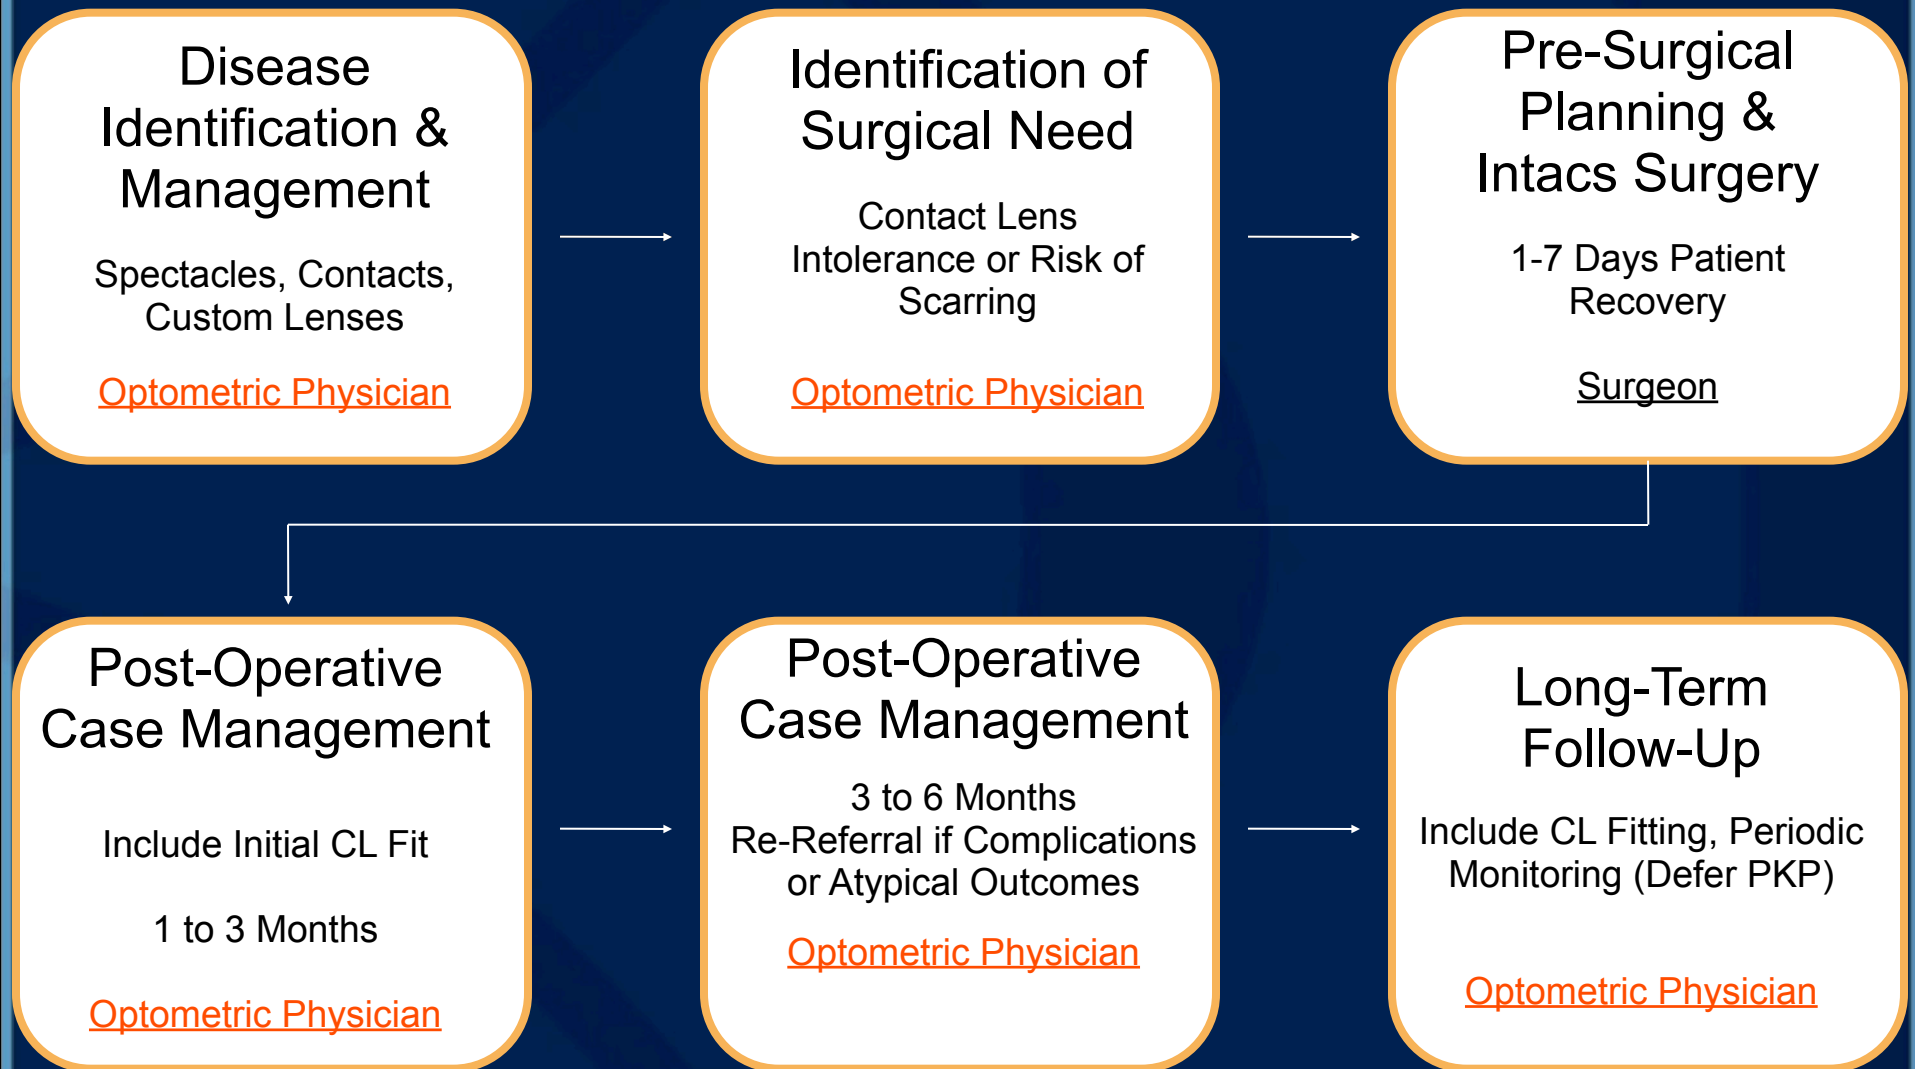 Disease
Identification &
Management
Spectacles, Contacts,
Custom Lenses
Optometric Physician
Identification of
Surgical Need
Contact Lens
Intolerance or Risk of
Scarring
Optometric Physician
Pre-Surgical
Planning &
Intacs Surgery
1-7 Days Patient
Recovery
Surgeon
Post-Operative
Case Management
Include Initial CL Fit
1 to 3 Months
Optometric Physician
Post-Operative
Case Management
3 to 6 Months
Re-Referral if Complications
or Atypical Outcomes
Optometric Physician
Long-Term
Follow-Up
Include CL Fitting, Periodic
Monitoring (Defer PKP)
Optometric Physician